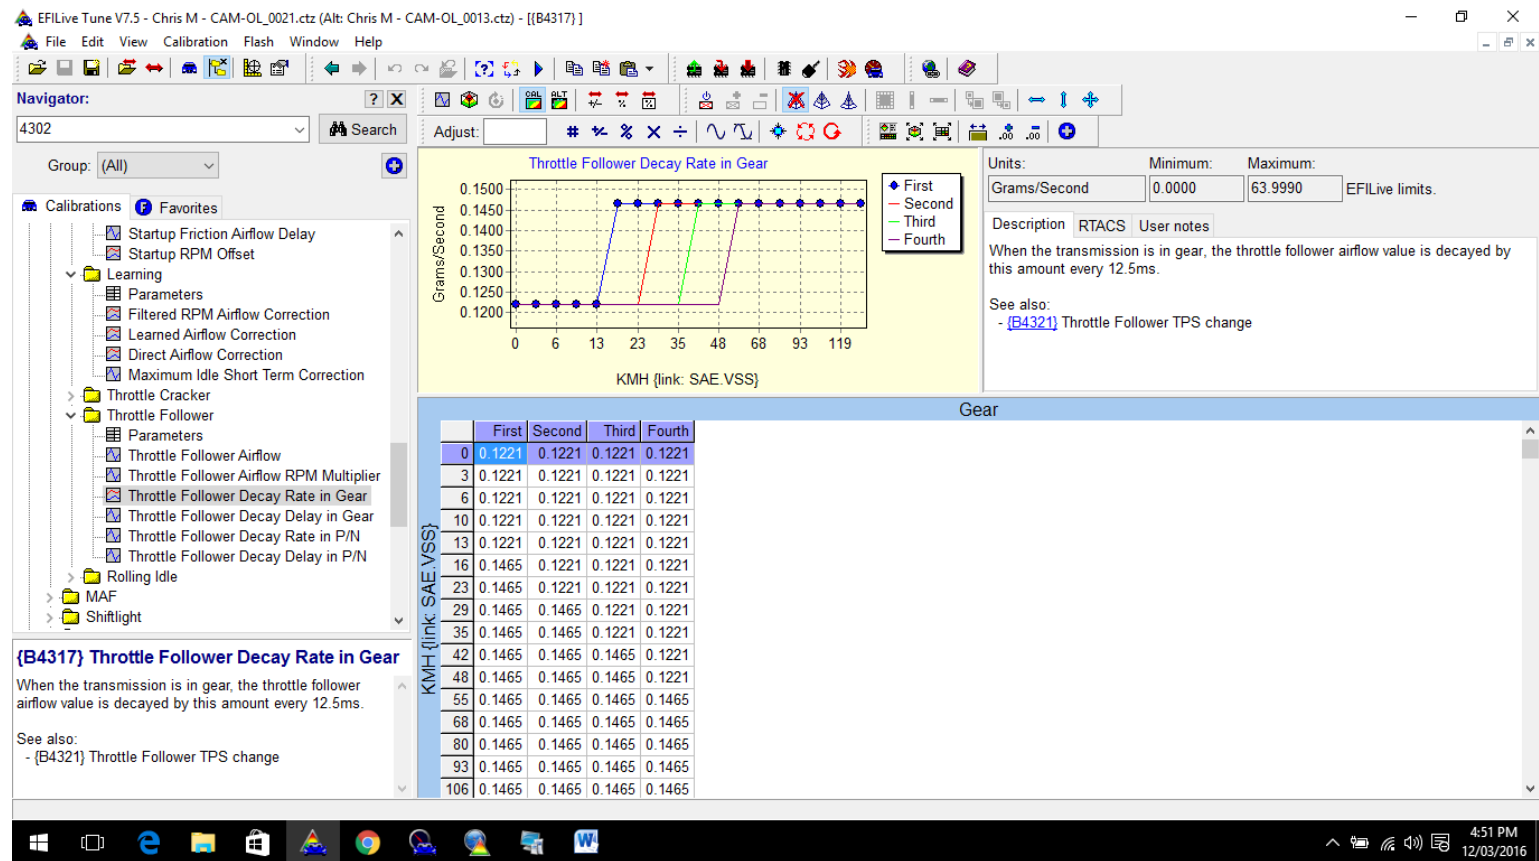 EFILive Tune V7.5 - Chris M - CAM-OL_0021.ctz (Alt: Chris M - CAM-OL_0013.ctz) - [{B4317} ]
File Edit View Calibration Flash Window Help
Navigator:
4302
Search
Group: (All)
Calibrations
Favorites
Startup Friction Airflow Delay
Startup RPM Offset
Learning
Parameters
Filtered RPM Airflow Correction
Learned Airflow Correction
Direct Airflow Correction
Maximum Idle Short Term Correction
Throttle Cracker
Throttle Follower
Parameters
Throttle Follower Airflow
Throttle Follower Airflow RPM Multiplier
Throttle Follower Decay Rate in Gear
Throttle Follower Decay Delay in Gear
Throttle Follower Decay Rate in P/N
Throttle Follower Decay Delay in P/N
Rolling Idle
MAF
Shiftlight
{B4317} Throttle Follower Decay Rate in Gear
When the transmission is in gear, the throttle follower
airflow value is decayed by this amount every 12.5ms.
See also:
- {B4321} Throttle Follower TPS change
CAL
ALT
Adjust:
Throttle Follower Decay Rate in Gear
0.1500
0.1450
0.1400
0.1350
0.1300
0.1250
0.1200
Grams/Second
0 6 13 23 35 48 68 93 119
KMH {link: SAE.VSS}
First
Second
Third
Fourth
Units: Minimum: Maximum:
Grams/Second 0.0000 63.9990 EFILive limits.
Description RTACS User notes
When the transmission is in gear, the throttle follower airflow value is decayed by
this amount every 12.5ms.
See also:
- {B4321} Throttle Follower TPS change
Gear
KMH {link: SAE.VSS}
First Second Third Fourth
0 0.1221 0.1221 0.1221 0.1221
3 0.1221 0.1221 0.1221 0.1221
6 0.1221 0.1221 0.1221 0.1221
10 0.1221 0.1221 0.1221 0.1221
13 0.1221 0.1221 0.1221 0.1221
16 0.1465 0.1221 0.1221 0.1221
23 0.1465 0.1221 0.1221 0.1221
29 0.1465 0.1465 0.1221 0.1221
35 0.1465 0.1465 0.1221 0.1221
42 0.1465 0.1465 0.1465 0.1221
48 0.1465 0.1465 0.1465 0.1221
55 0.1465 0.1465 0.1465 0.1465
68 0.1465 0.1465 0.1465 0.1465
80 0.1465 0.1465 0.1465 0.1465
93 0.1465 0.1465 0.1465 0.1465
106 0.1465 0.1465 0.1465 0.1465
4:51 PM
12/03/2016